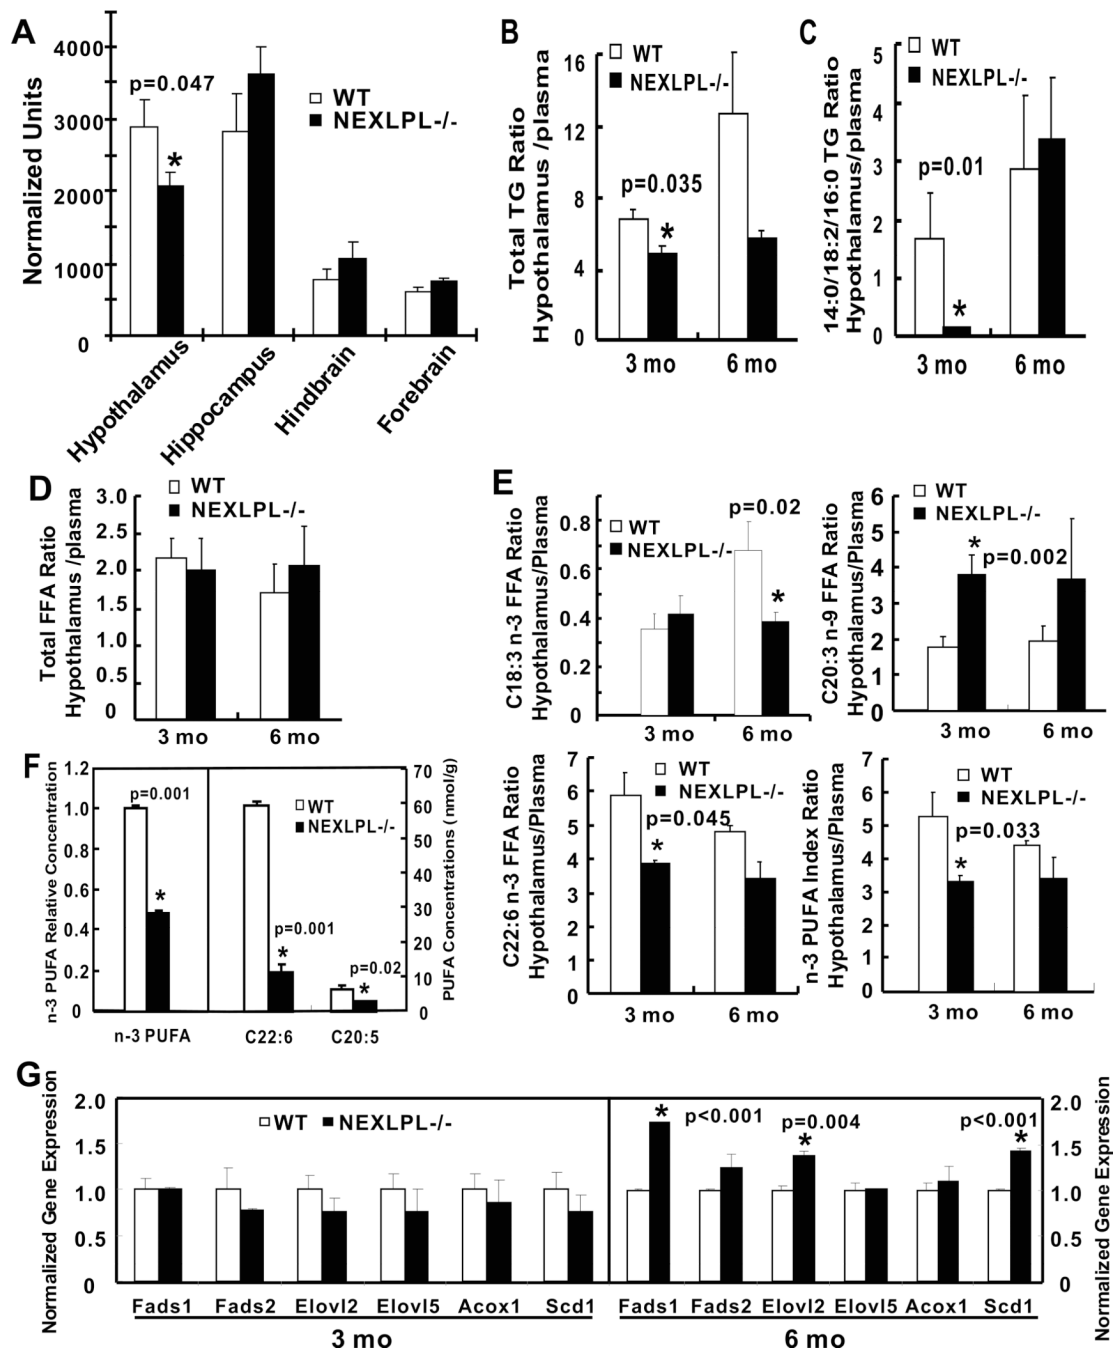 A
Normalized Units
4000
3000
2000
1000
0
p=0.047
*
WT
NEXLPL-/-
Hypothalamus
Hippocampus
Hindbrain
Forebrain
B
Total TG Ratio
Hypothalamus /plasma
16
12
8
4
0
WT
NEXLPL-/-
p=0.035
*
3 mo
6 mo
C
14:0/18:2/16:0 TG Ratio
Hypothalamus/plasma
5
4
3
2
1
0
WT
NEXLPL-/-
p=0.01
*
3 mo
6 mo
D
Total FFA Ratio
Hypothalamus /plasma
3.0
2.5
2.0
1.5
1.0
0.5
0
WT
NEXLPL-/-
3 mo
6 mo
E
C18:3 n-3 FFA Ratio
Hypothalamus/Plasma
0.8
0.6
0.4
0.2
0
WT
NEXLPL-/-
p=0.02
*
3 mo
6 mo
C20:3 n-9 FFA Ratio
Hypothalamus/Plasma
6
5
4
3
2
1
0
WT
NEXLPL-/-
*
p=0.002
3 mo
6 mo
C22:6 n-3 FFA Ratio
Hypothalamus/Plasma
7
6
5
4
3
2
1
0
WT
NEXLPL-/-
p=0.045
*
3 mo
6 mo
n-3 PUFA Index Ratio
Hypothalamus/Plasma
7
6
5
4
3
2
1
0
WT
NEXLPL-/-
p=0.033
*
3 mo
6 mo
F
n-3 PUFA Relative Concentration
1.2
1.0
0.8
0.6
0.4
0.2
0
p=0.001
*
WT
NEXLPL-/-
p=0.001
*
p=0.02
*
70
60
50
40
30
20
10
0
PUFA Concentrations (nmol/g)
n-3 PUFA
C22:6
C20:5
G
Normalized Gene Expression
2.0
1.5
1.0
0.5
0
WT
NEXLPL-/-
*
p<0.001
p=0.004
*
p<0.001
*
2.0
1.5
1.0
0.5
0
Normalized Gene Expression
Fads1 Fads2 Elovl2 Elovl5 Acox1 Scd1
Fads1 Fads2 Elovl2 Elovl5 Acox1 Scd1
3 mo
6 mo